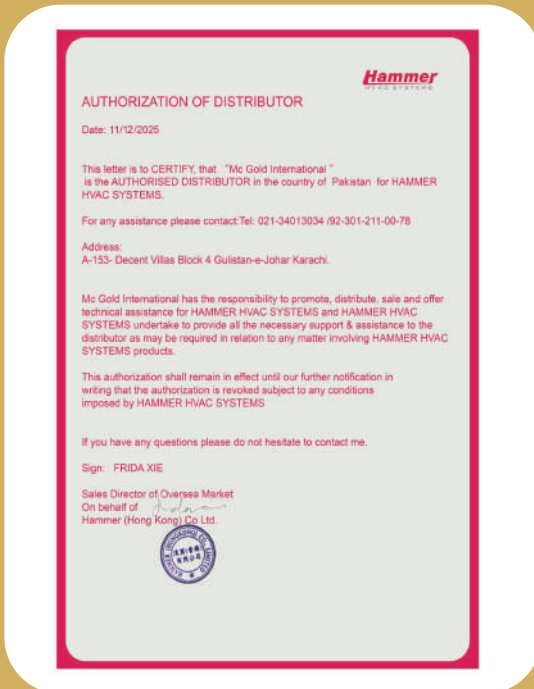 Hammer
HVAC SYSTEMS
AUTHORIZATION OF DISTRIBUTOR
Date: 11/12/2025
This letter is to CERTIFY, that “Mc Gold International ”
is the AUTHORISED DISTRIBUTOR in the country of Pakistan for HAMMER
HVAC SYSTEMS.
For any assistance please contact:Tel: 021-34013034 /92-301-211-00-78
Address:
A-153- Decent Villas Block 4 Gulistan-e-Johar Karachi.
Mc Gold International has the responsibility to promote, distribute, sale and offer
technical assistance for HAMMER HVAC SYSTEMS and HAMMER HVAC
SYSTEMS undertake to provide all the necessary support & assistance to the
distributor as may be required in relation to any matter involving HAMMER HVAC
SYSTEMS products.
This authorization shall remain in effect until our further notification in
writing that the authorization is revoked subject to any conditions
imposed by HAMMER HVAC SYSTEMS
If you have any questions please do not hesitate to contact me.
Sign: FRIDA XIE
Sales Director of Oversea Market
On behalf of
Hammer (Hong Kong) Co Ltd.
HAMMER (HONGKONG) CO., LIMITED